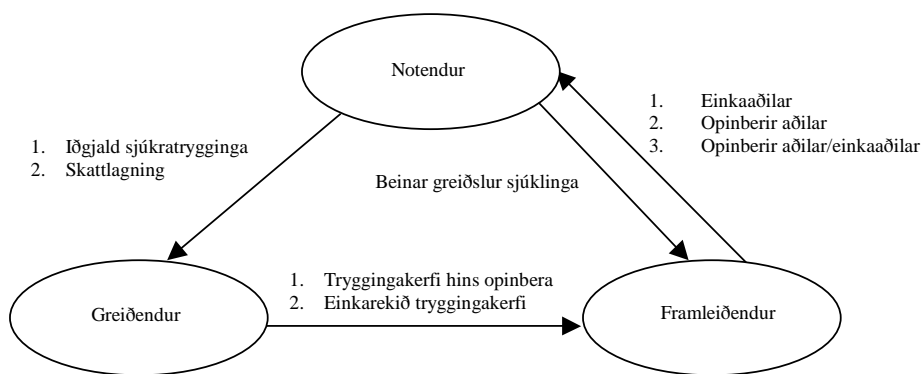 Notendur
1. Einkaaðilar
2. Opinberir aðilar
3. Opinberir aðilar/einkaaðilar
1. Iðgjald sjúkratrygginga
2. Skattlagning
Beinar greiðslur sjúklinga
1. Tryggingakerfi hins opinbera
2. Einkarekið tryggingakerfi
Greiðendur
Framleiðendur